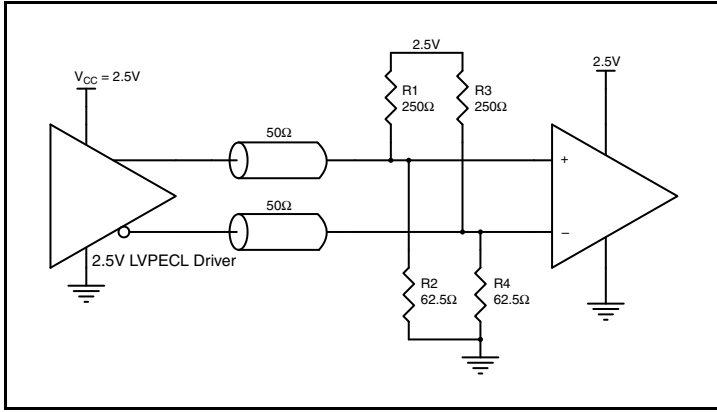 2.5V
2.5V
V_CC = 2.5V
R1
250Ω
R3
250Ω
50Ω
+
50Ω
–
2.5V LVPECL Driver
R2
62.5Ω
R4
62.5Ω